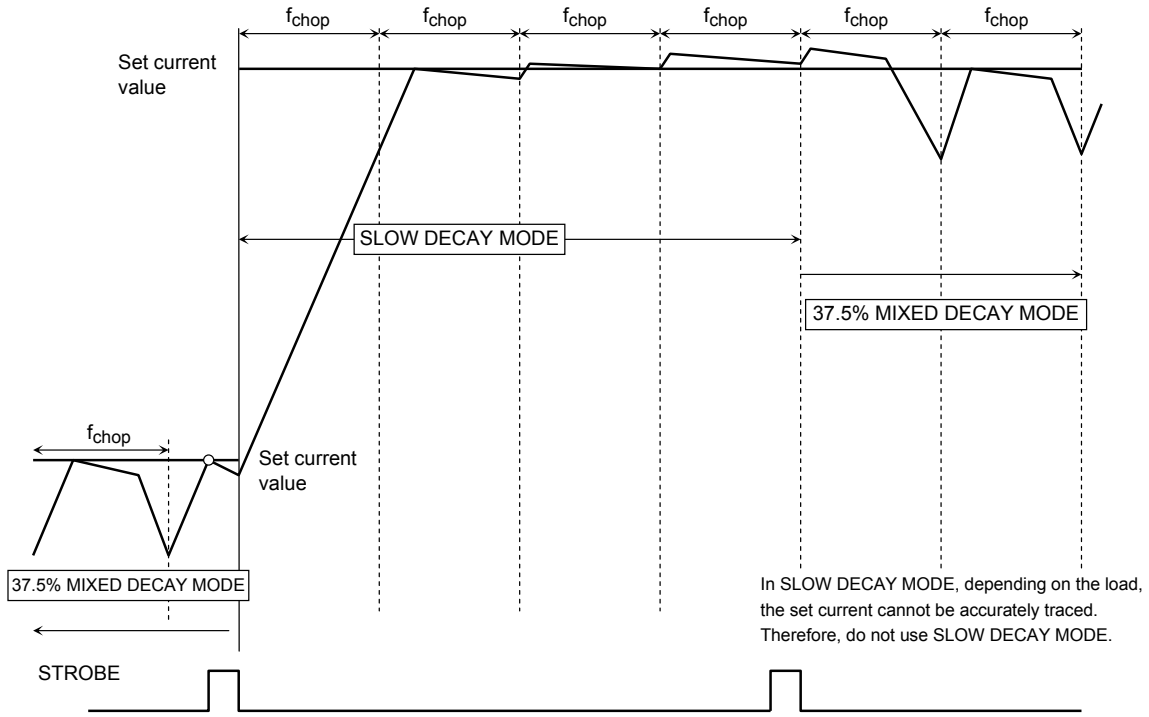 fchop fchop fchop fchop fchop fchop
Set current
value
SLOW DECAY MODE
37.5% MIXED DECAY MODE
fchop
Set current
value
37.5% MIXED DECAY MODE
In SLOW DECAY MODE, depending on the load,
the set current cannot be accurately traced.
Therefore, do not use SLOW DECAY MODE.
STROBE